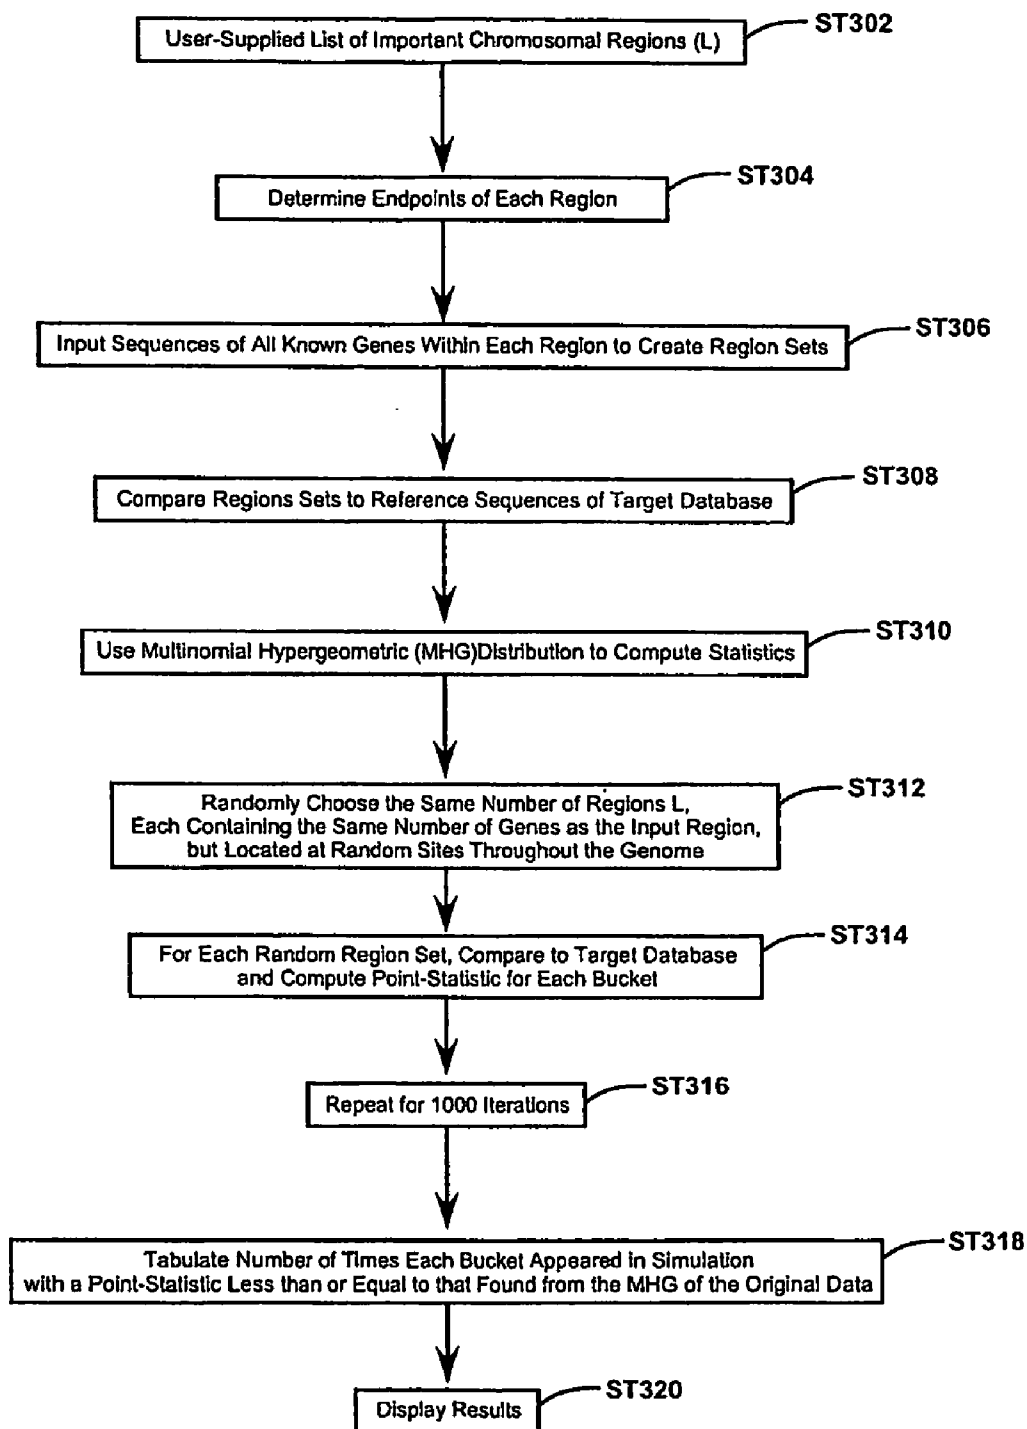 User-Supplied List of Important Chromosomal Regions (L)
ST302
Determine Endpoints of Each Region
ST304
Input Sequences of All Known Genes Within Each Region to Create Region Sets
ST306
Compare Regions Sets to Reference Sequences of Target Database
ST308
Use Multinomial Hypergeometric (MHG)Distribution to Compute Statistics
ST310
Randomly Choose the Same Number of Regions L,
Each Containing the Same Number of Genes as the Input Region,
but Located at Random Sites Throughout the Genome
ST312
For Each Random Region Set, Compare to Target Database
and Compute Point-Statistic for Each Bucket
ST314
Repeat for 1000 Iterations
ST316
Tabulate Number of Times Each Bucket Appeared in Simulation
with a Point-Statistic Less than or Equal to that Found from the MHG of the Original Data
ST318
Display Results
ST320